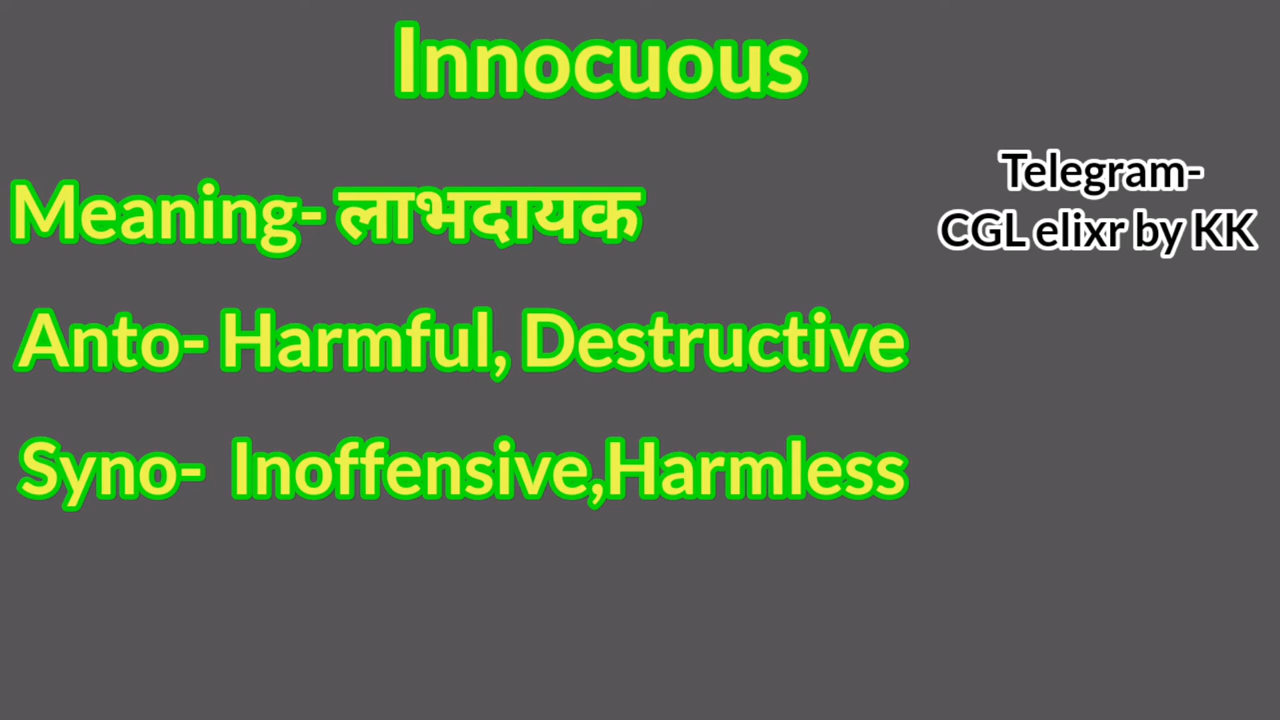 Innocuous
Telegram-
CGL elixr by KK
Meaning- लाभदायक
Anto- Harmful, Destructive
Syno- Inoffensive,Harmless